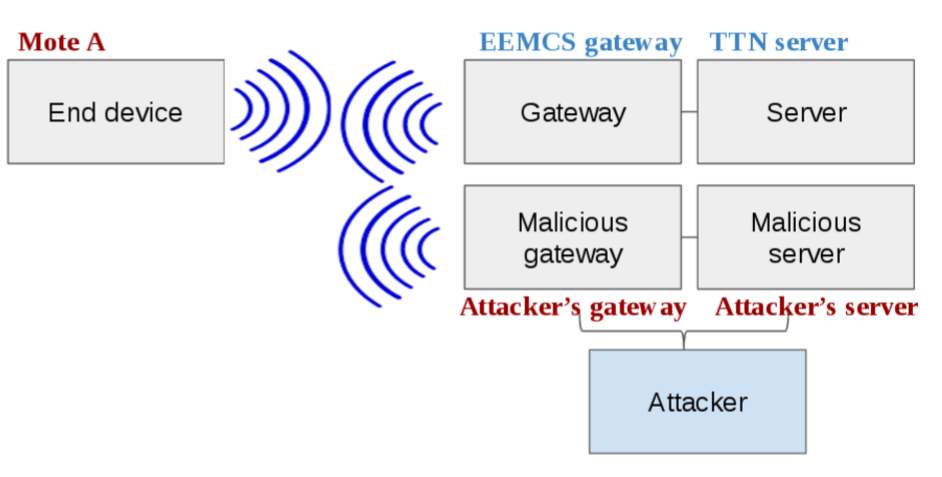 Mote A
EEMCS gateway
TTN server
End device
Gateway
Server
Malicious
gateway
Malicious
server
Attacker's gateway
Attacker's server
Attacker